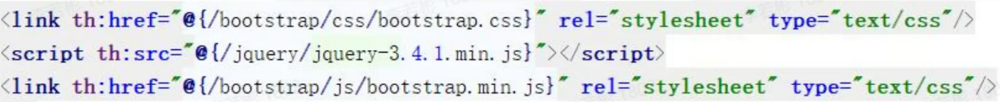 <link th:href="@{/bootstrap/css/bootstrap.css}" rel="stylesheet" type="text/css"/>
<script th:src="@{/jquery/jquery-3.4.1.min.js}"></script>
<link th:href="@{/bootstrap/js/bootstrap.min.js}" rel="stylesheet" type="text/css"/>